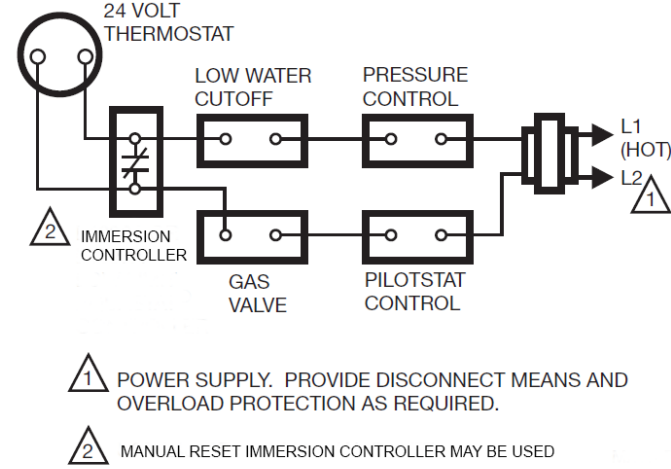 24 VOLT
THERMOSTAT
LOW WATER
CUTOFF
PRESSURE
CONTROL
L1
(HOT)
L2
1
2
IMMERSION
CONTROLLER
GAS
VALVE
PILOTSTAT
CONTROL
1 POWER SUPPLY. PROVIDE DISCONNECT MEANS AND
OVERLOAD PROTECTION AS REQUIRED.
2 MANUAL RESET IMMERSION CONTROLLER MAY BE USED